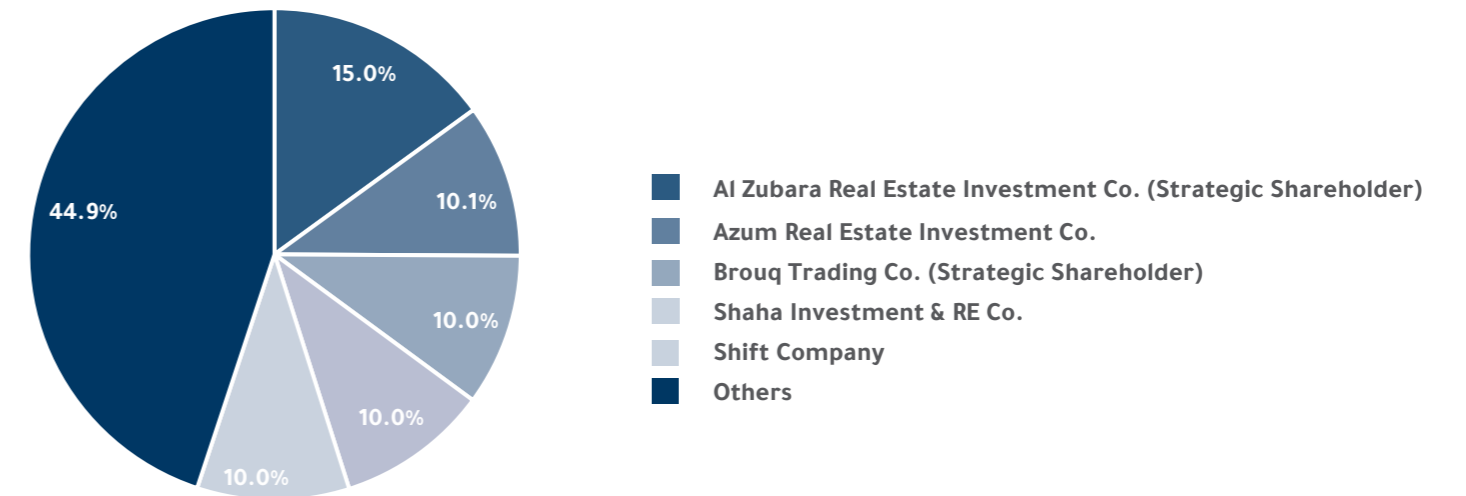 15.0%
10.1%
44.9%
10.0%
10.0%
10.0%
Al Zubara Real Estate Investment Co. (Strategic Shareholder)
Azum Real Estate Investment Co.
Brouq Trading Co. (Strategic Shareholder)
Shaha Investment & RE Co.
Shift Company
Others